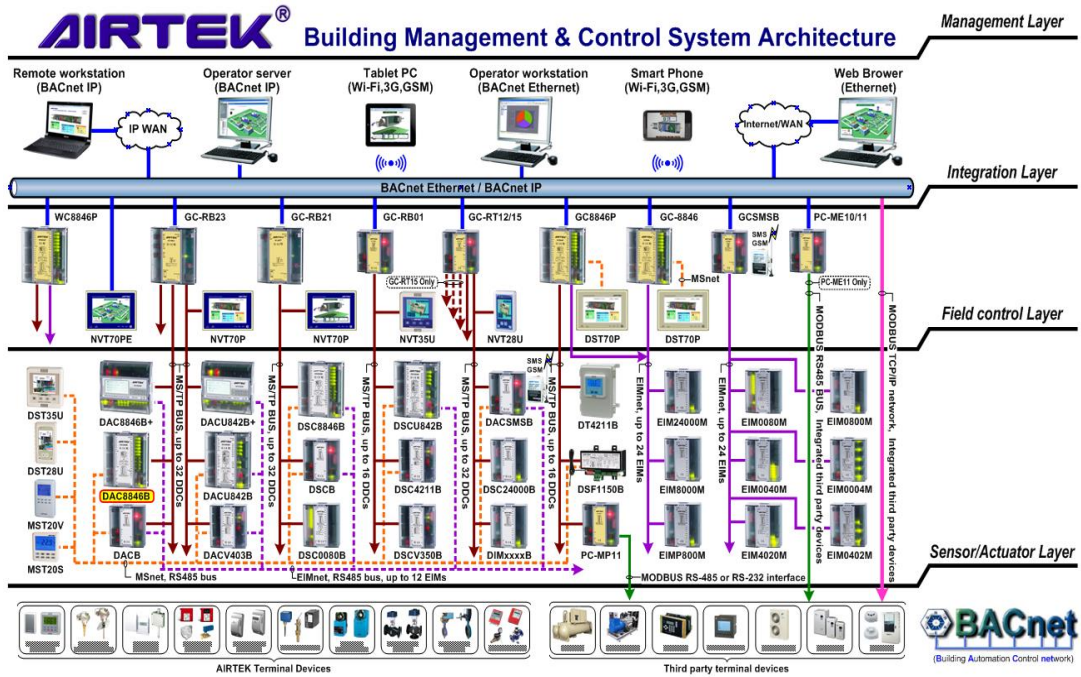 AIRTEK®
Building Management & Control System Architecture
Management Layer
Remote workstation
(BACnet IP)
Operator server
(BACnet IP)
Tablet PC
(Wi-Fi,3G,GSM)
Operator workstation
(BACnet Ethernet)
Smart Phone
(Wi-Fi,3G,GSM)
Web Brower
(Ethernet)
IP WAN
Internet/WAN
Integration Layer
BACnet Ethernet / BACnet IP
WC8846P
GC-RB23
GC-RB21
GC-RB01
GC-RT12/15
GC8846P
GC-8846
GCSMSB
PC-ME10/11
SMS
GSM
GC-RT15 Only
MSnet
PC-ME11 Only
NVT70PE
NVT70P
NVT70P
NVT35U
NVT28U
DST70P
DST70P
Field control Layer
MS/TP BUS, up to 32 DDCs
MS/TP BUS, up to 32 DDCs
MS/TP BUS, up to 16 DDCs
MS/TP BUS, up to 32 DDCs
MS/TP BUS, up to 16 DDCs
EIMnet, up to 24 EIMs
EIMnet, up to 24 EIMs
MODBUS RS485 BUS, Integrated third party devices
MODBUS TCP/IP network, Integrated third party devices
SMS
GSM
DST35U
DAC8846B+
DACU842B+
DSC8846B
DSCU842B
DACSMSB
DT4211B
EIM24000M
EIM0080M
EIM0800M
DST28U
DAC8846B
DACU842B
DSCB
DSC4211B
DSC24000B
DSF1150B
EIM8000M
EIM0040M
EIM0004M
MST20V
MST20S
DACB
DACV403B
DSC0080B
DSCV350B
DIMxxxxB
PC-MP11
EIMP800M
EIM4020M
EIM0402M
Sensor/Actuator Layer
MSnet, RS485 bus
EIMnet, RS485 bus, up to 12 EIMs
MODBUS RS-485 or RS-232 interface
AIRTEK Terminal Devices
Third party terminal devices
BACnet
(Building Automation Control network)